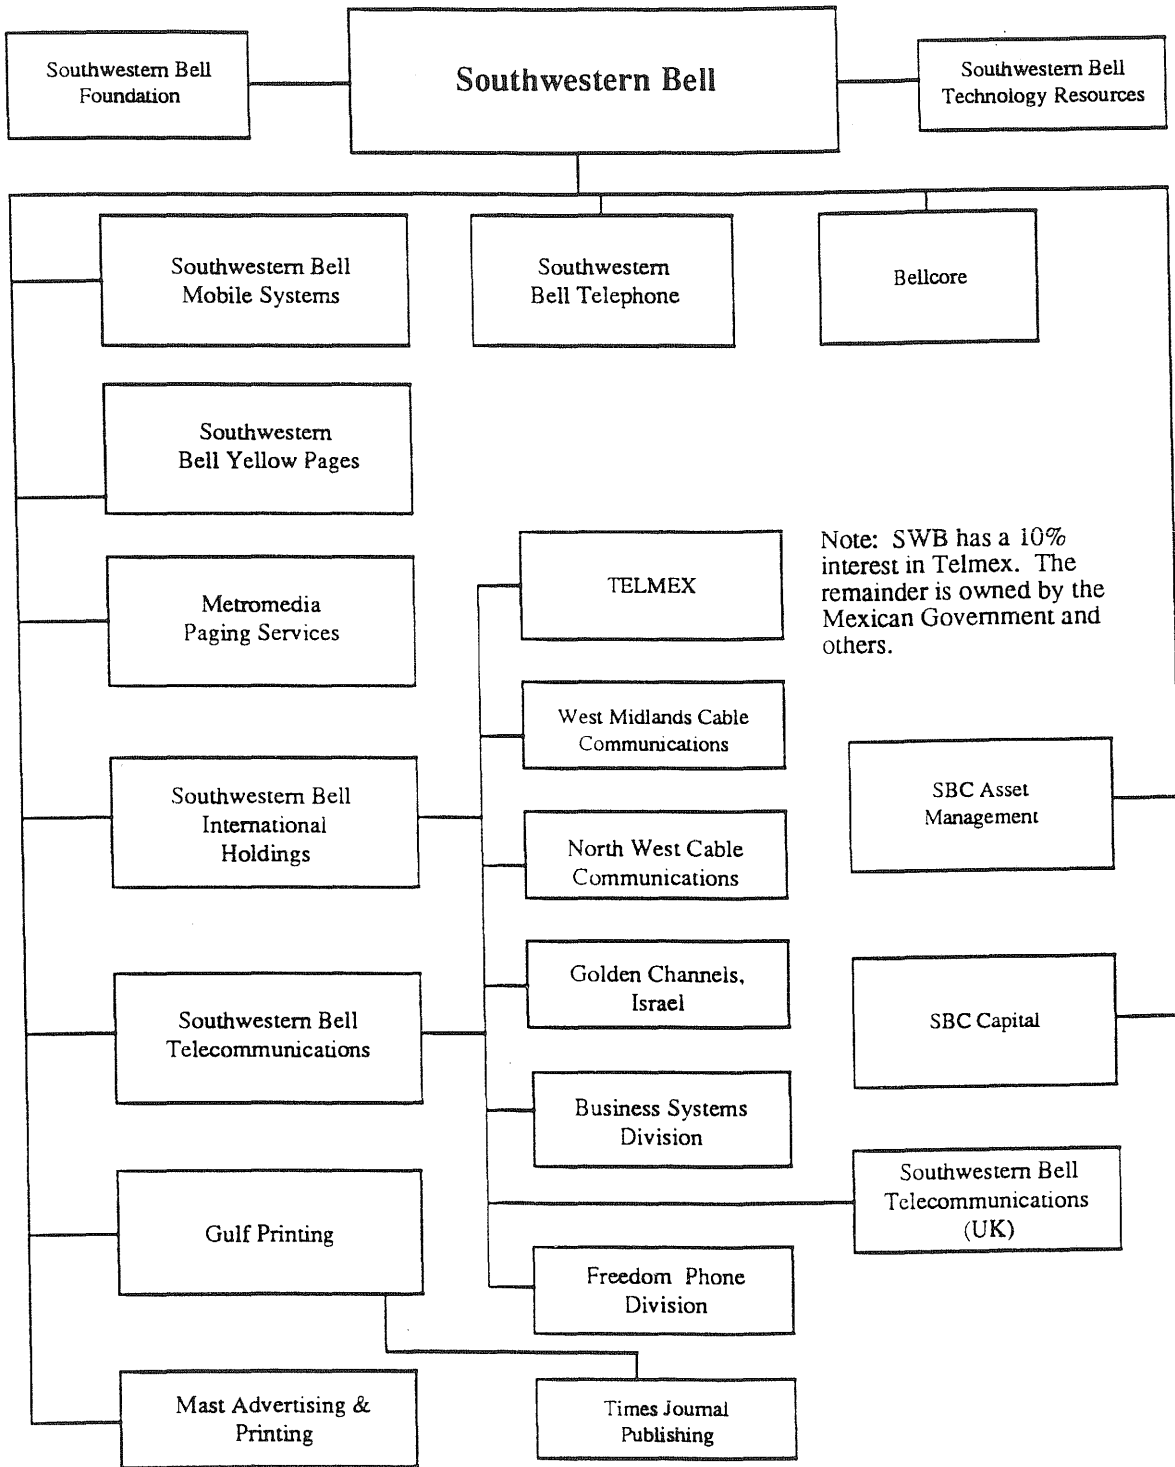 Southwestern Bell
Foundation
Southwestern Bell
Southwestern Bell
Technology Resources
Southwestern Bell
Mobile Systems
Southwestern
Bell Telephone
Bellcore
Southwestern
Bell Yellow Pages
Metromedia
Paging Services
TELMEX
Note: SWB has a 10%
interest in Telmex. The
remainder is owned by the
Mexican Government and
others.
West Midlands Cable
Communications
Southwestern Bell
International
Holdings
North West Cable
Communications
SBC Asset
Management
Southwestern Bell
Telecommunications
Golden Channels,
Israel
SBC Capital
Business Systems
Division
Southwestern Bell
Telecommunications
(UK)
Gulf Printing
Freedom Phone
Division
Mast Advertising &
Printing
Times Journal
Publishing